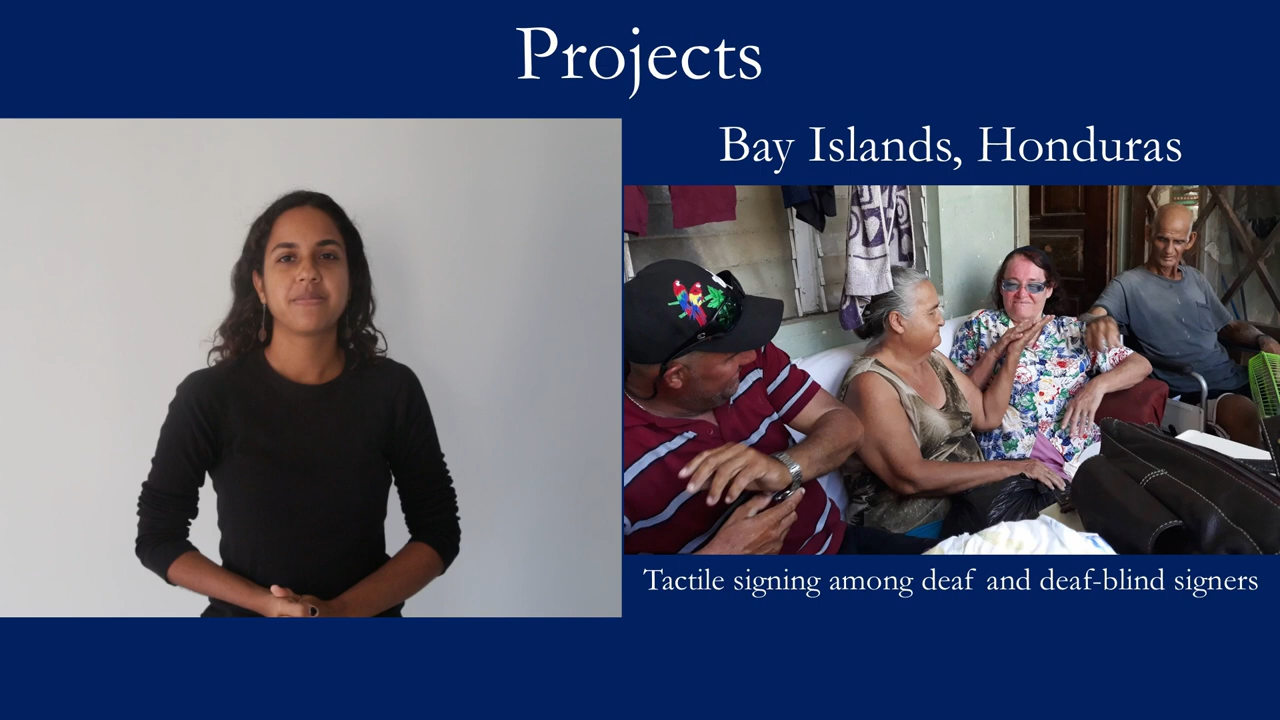 Projects
Bay Islands, Honduras
Tactile signing among deaf and deaf-blind signers